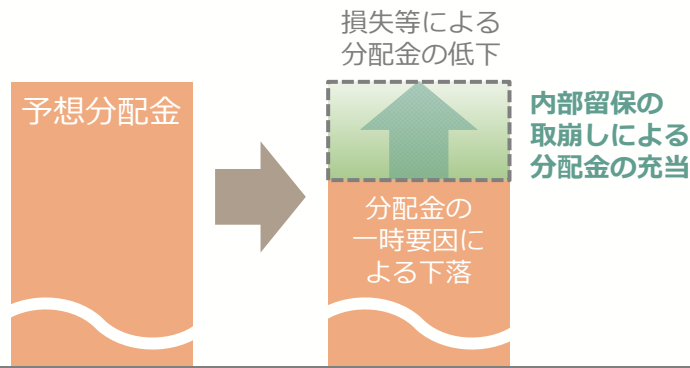 予想分配金
損失等による
分配金の低下
内部留保の
取崩しによる
分配金の充当
分配金の
一時要因に
よる下落